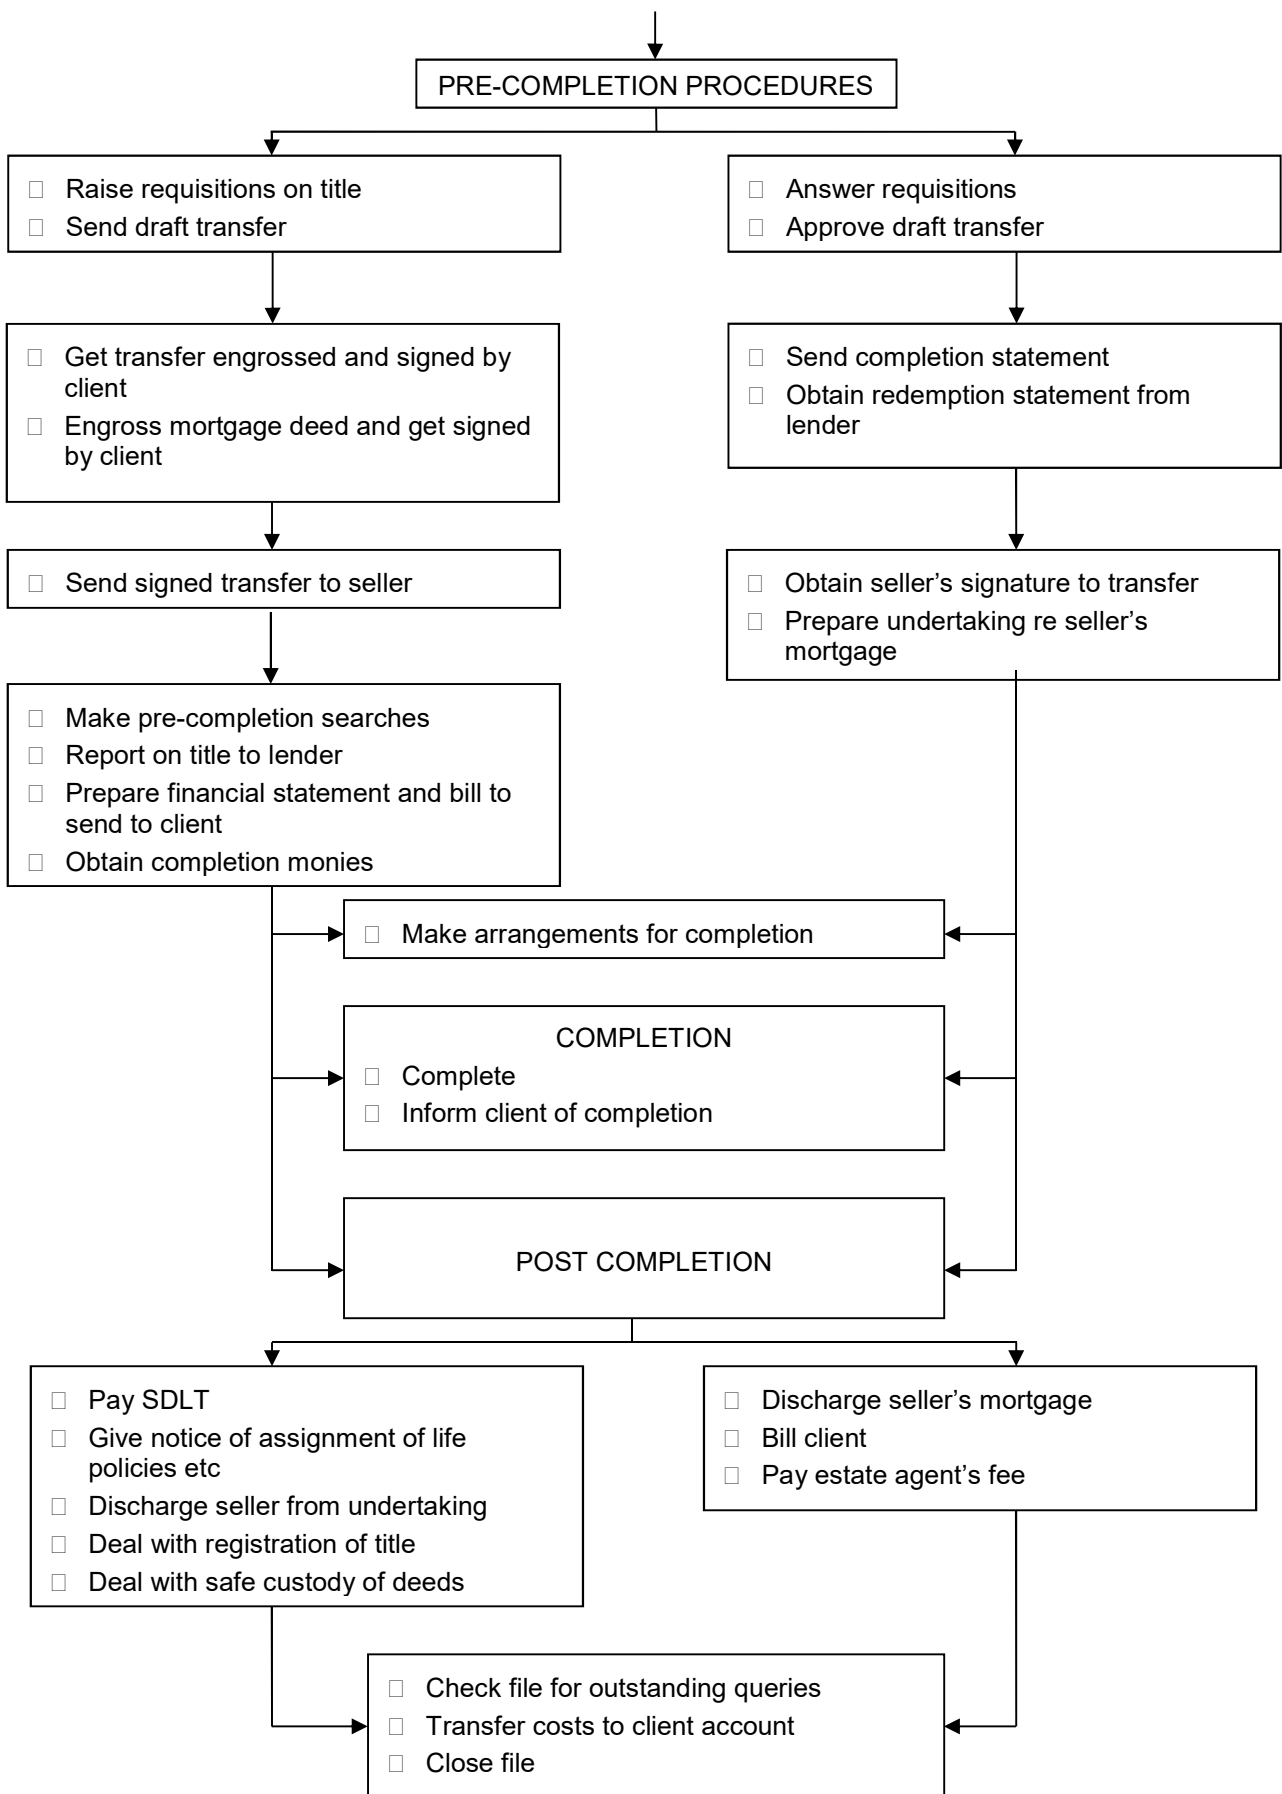 PRE-COMPLETION PROCEDURES
Raise requisitions on title
Send draft transfer
Answer requisitions
Approve draft transfer
Get transfer engrossed and signed by
client
Engross mortgage deed and get signed
by client
Send completion statement
Obtain redemption statement from
lender
Send signed transfer to seller
Obtain seller’s signature to transfer
Prepare undertaking re seller’s
mortgage
Make pre-completion searches
Report on title to lender
Prepare financial statement and bill to
send to client
Obtain completion monies
Make arrangements for completion
COMPLETION
Complete
Inform client of completion
POST COMPLETION
Pay SDLT
Give notice of assignment of life
policies etc
Discharge seller from undertaking
Deal with registration of title
Deal with safe custody of deeds
Discharge seller’s mortgage
Bill client
Pay estate agent’s fee
Check file for outstanding queries
Transfer costs to client account
Close file